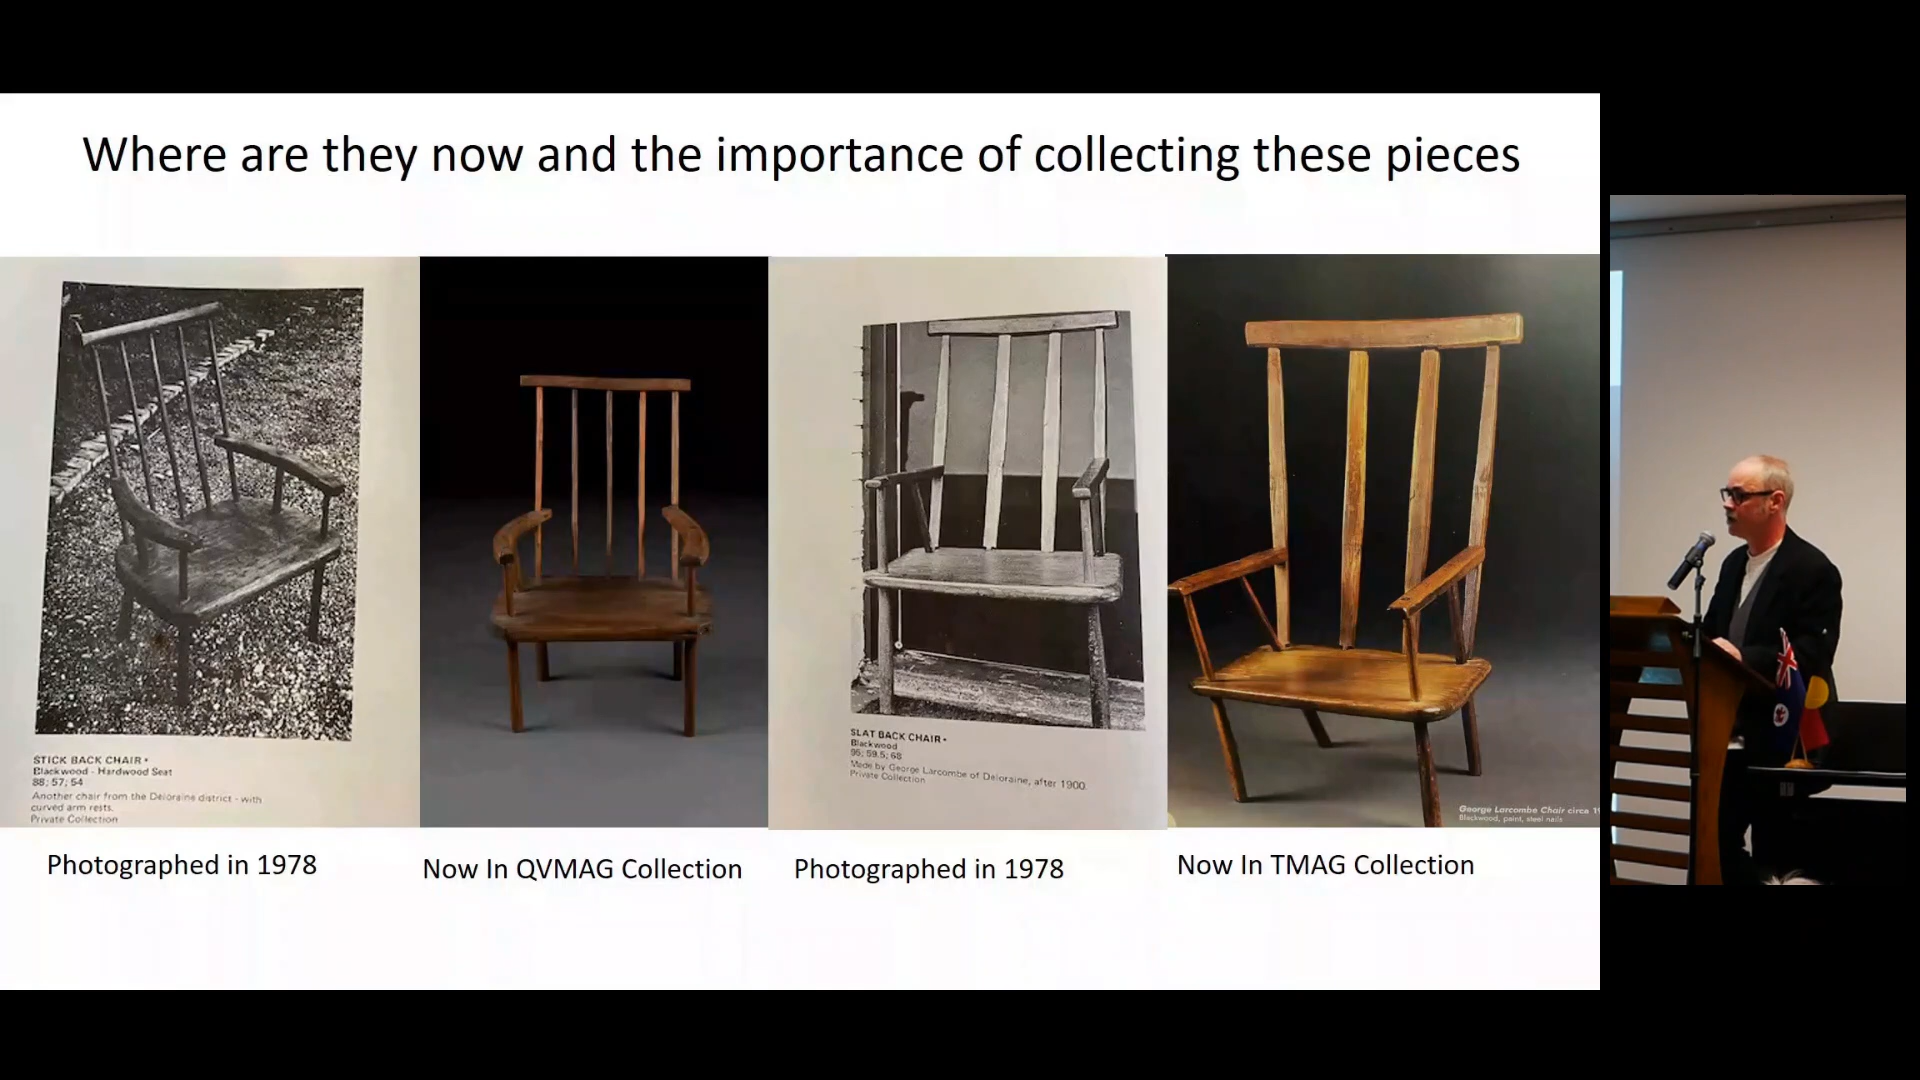 Where are they now and the importance of collecting these pieces
STICK BACK CHAIR •
Blackwood - Hardwood Seat
88; 57; 54
Another chair from the Deloraine district - with
curved arm rests.
Private Collection
Photographed in 1978
Now In QVMAG Collection
SLAT BACK CHAIR •
Blackwood
95; 59.5; 68
Made by George Larcombe of Deloraine, after 1900.
Private Collection
Photographed in 1978
George Larcombe Chair circa
Blackwood, paint, steel nails
Now In TMAG Collection